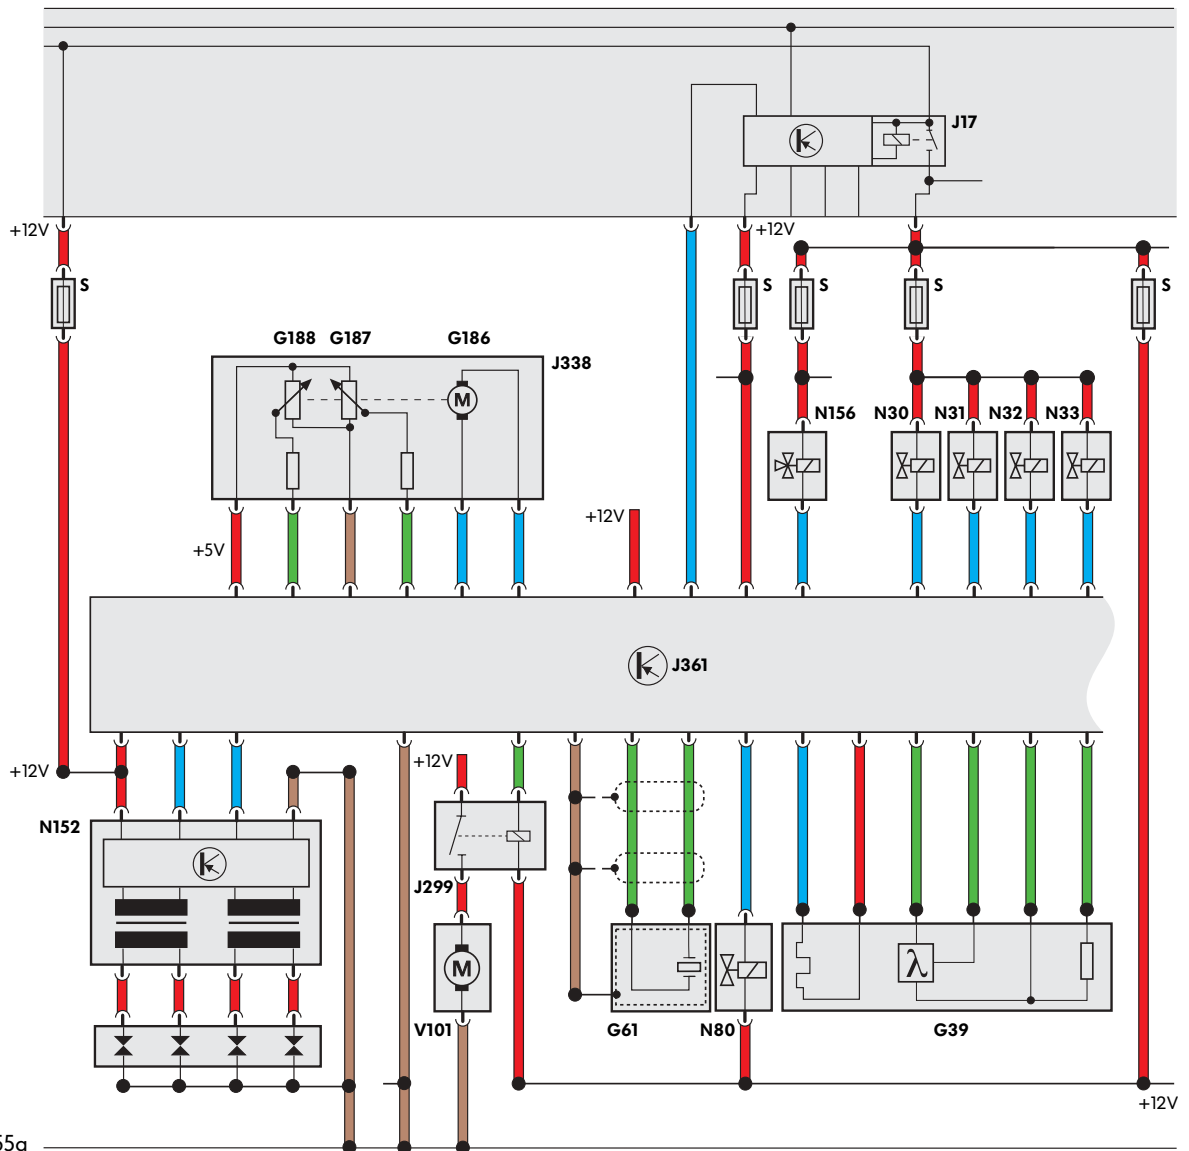 J17
+12V
+12V
S
S
S
S
S
G188
G187
G186
J338
N156
N30
N31
N32
N33
M
+12V
+5V
J361
+12V
+12V
N152
J299
λ
M
V101
G61
N80
G39
+12V